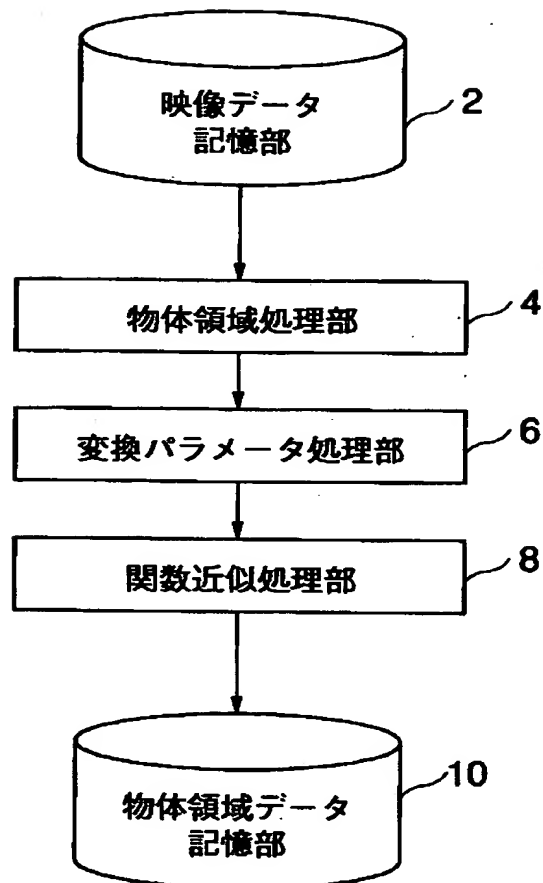 映像データ
記憶部
2
物体領域処理部
4
変換パラメータ処理部
6
関数近似処理部
8
物体領域データ
記憶部
10